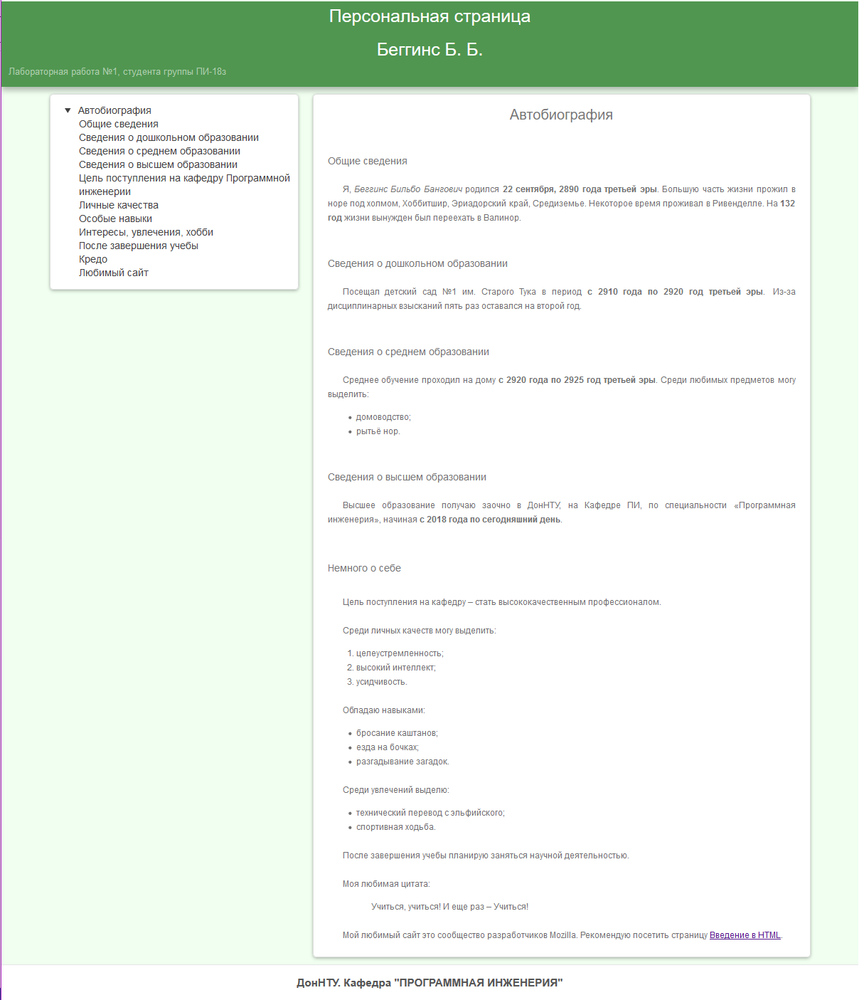 Персональная страница
Беггинс Б. Б.
Лабораторная работа №1, студента группы ПИ-18з
Автобиография
Общие сведения
Сведения о дошкольном образовании
Сведения о среднем образовании
Сведения о высшем образовании
Цель поступления на кафедру Программной
инженерии
Личные качества
Особые навыки
Интересы, увлечения, хобби
После завершения учебы
Кредо
Любимый сайт
Автобиография
Общие сведения
Я, Беггинс Бильбо Бангович родился 22 сентября, 2890 года третьей эры. Большую часть жизни прожил в
норе под холмом, Хоббитшир, Эриадорский край, Средиземье. Некоторое время проживал в Ривенделле. На 132
год жизни вынужден был переехать в Валинор.
Сведения о дошкольном образовании
Посещал детский сад №1 им. Старого Тука в период с 2910 года по 2920 год третьей эры. Из-за
дисциплинарных взысканий пять раз оставался на второй год.
Сведения о среднем образовании
Среднее обучение проходил на дому с 2920 года по 2925 год третьей эры. Среди любимых предметов могу
выделить:
• домоводство;
• рытьё нор.
Сведения о высшем образовании
Высшее образование получаю заочно в ДонНТУ, на Кафедре ПИ, по специальности «Программная
инженерия», начиная с 2018 года по сегодняшний день.
Немного о себе
Цель поступления на кафедру – стать высококачественным профессионалом.
Среди личных качеств могу выделить:
1. целеустремленность;
2. высокий интеллект;
3. усидчивость.
Обладаю навыками:
• бросание каштанов;
• езда на бочках;
• разгадывание загадок.
Среди увлечений выделю:
• технический перевод с эльфийского;
• спортивная ходьба.
После завершения учебы планирую заняться научной деятельностью.
Моя любимая цитата:
Учиться, учиться! И еще раз – Учиться!
Мой любимый сайт это сообщество разработчиков Mozilla. Рекомендую посетить страницу Введение в HTML.
ДонНТУ. Кафедра "ПРОГРАММНАЯ ИНЖЕНЕРИЯ"